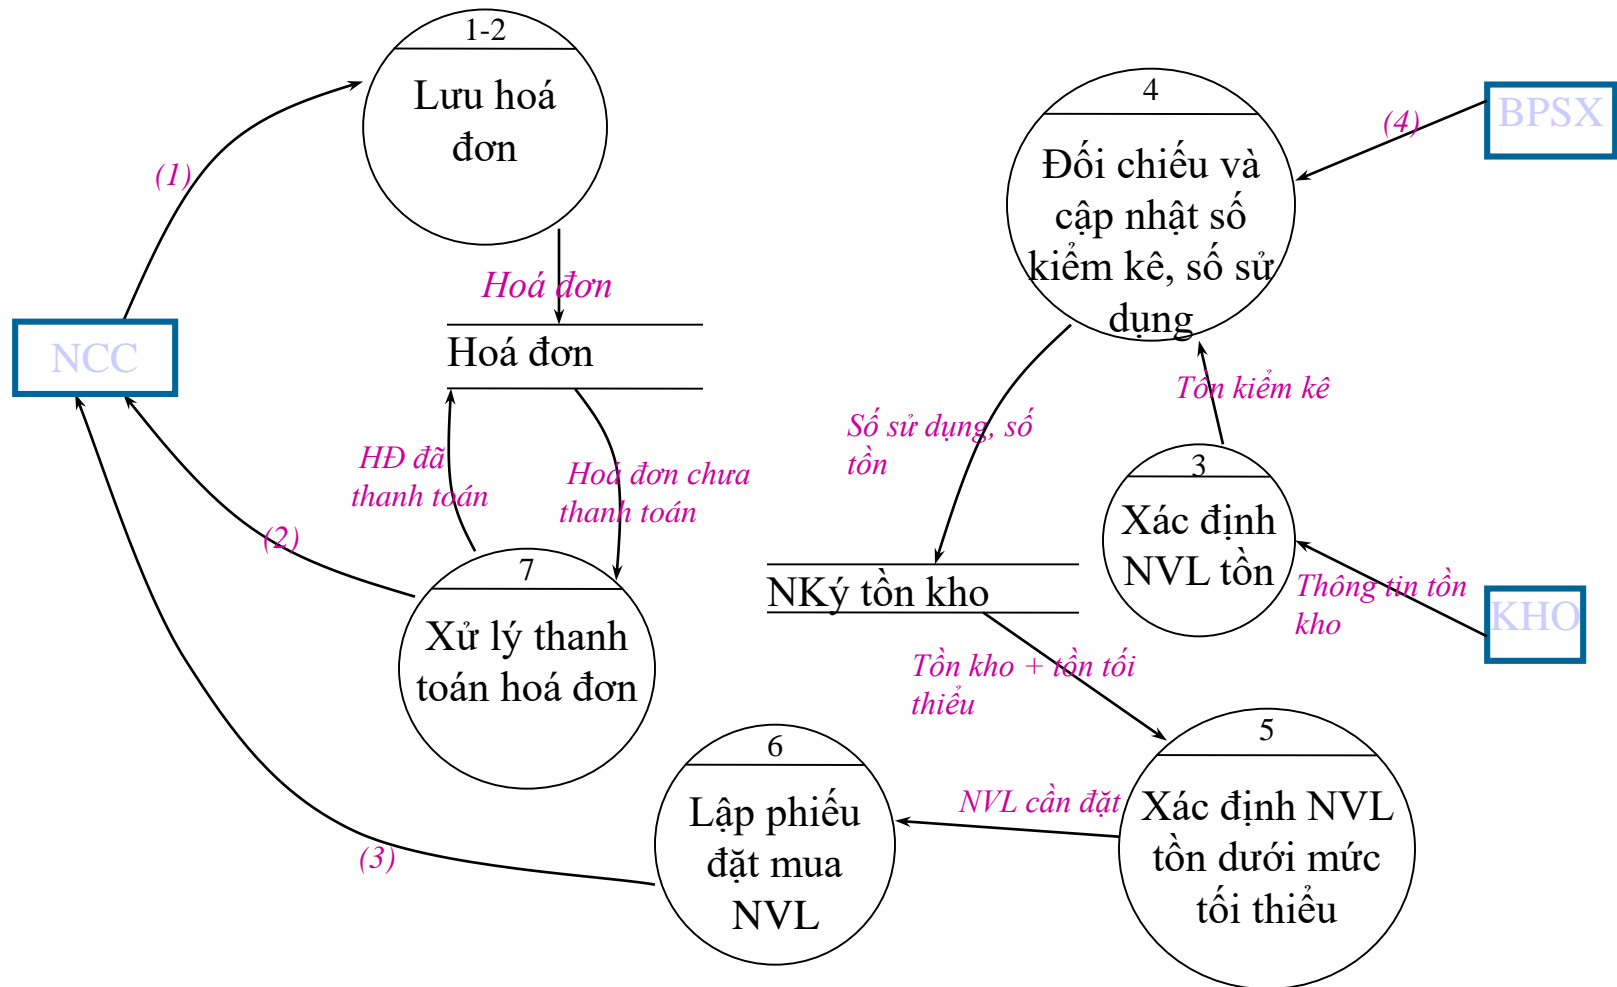 1-2
Lưu hoá
đơn
(1)
Hoá đơn
Hoá đơn
NCC
HĐ đã
thanh toán
Hoá đơn chưa
thanh toán
(2)
7
Xử lý thanh
toán hoá đơn
(3)
6
Lập phiếu
đặt mua
NVL
4
Đối chiếu và
cập nhật số
kiểm kê, số sử
dụng
(4)
BPSX
Tồn kiểm kê
Số sử dụng, số
tồn
3
Xác định
NVL tồn
Thông tin tồn
kho
KHO
NKý tồn kho
Tồn kho + tồn tối
thiểu
NVL cần đặt
5
Xác định NVL
tồn dưới mức
tối thiểu